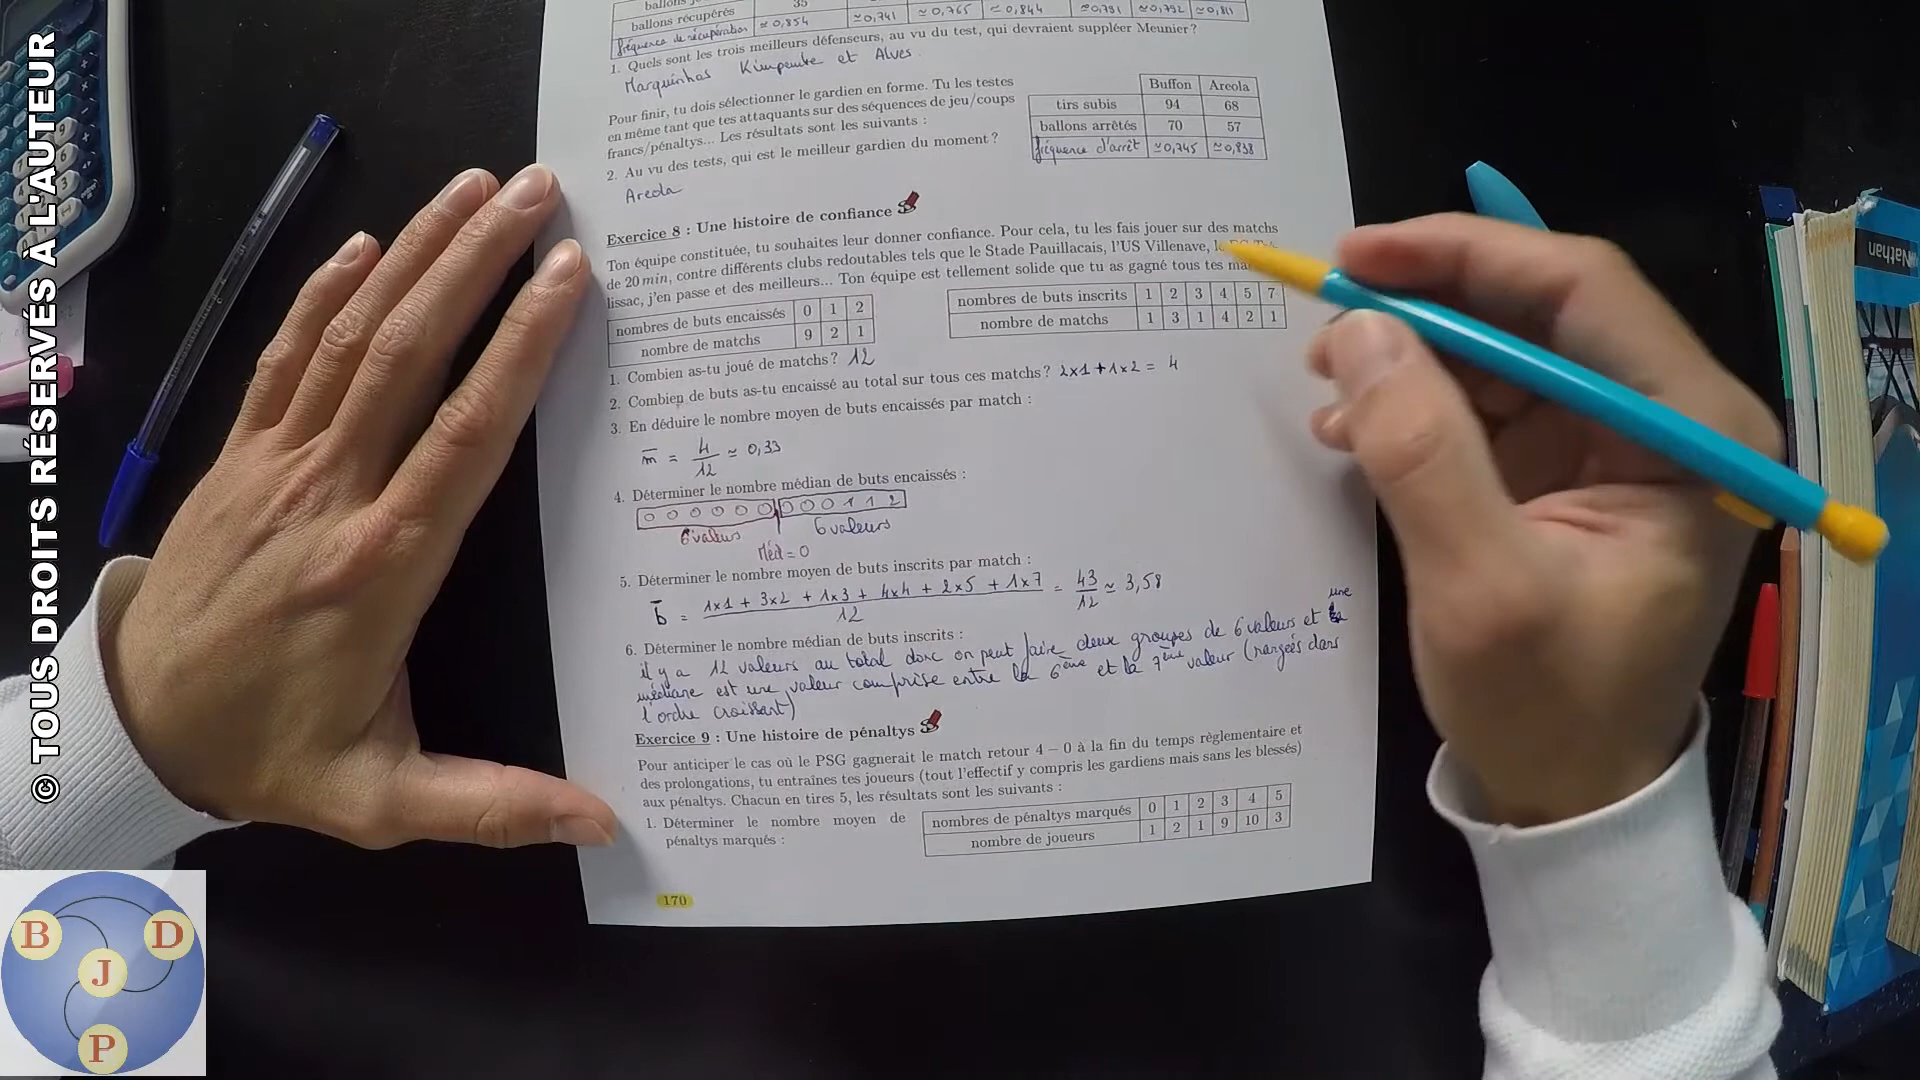 © TOUS DROITS RÉSERVÉS À L'AUTEUR
ballons récupérés 35
fréquence de récupération ≃0,854 ≃0,741 ≃0,765 ≃0,844 ≃0,791 ≃0,792 ≃0,811
1. Quels sont les trois meilleurs défenseurs, au vu du test, qui devraient suppléer Meunier ?
Marquinhos Kimpembe et Alves
Pour finir, tu dois sélectionner le gardien en forme. Tu les testes
en même tant que tes attaquants sur des séquences de jeu/coups
francs/pénaltys... Les résultats sont les suivants :
2. Au vu des tests, qui est le meilleur gardien du moment ?
Areola
Buffon Areola
tirs subis 94 68
ballons arrêtés 70 57
fréquence d'arrêt ≃0,745 ≃0,838
Exercice 8 : Une histoire de confiance
Ton équipe constituée, tu souhaites leur donner confiance. Pour cela, tu les fais jouer sur des matchs
de 20 min, contre différents clubs redoutables tels que le Stade Pauillacais, l'US Villenave,
lissac, j'en passe et des meilleurs... Ton équipe est tellement solide que tu as gagné tous tes
nombres de buts encaissés 0 1 2
nombre de matchs 9 2 1
nombres de buts inscrits 1 2 3 4 5 7
nombre de matchs 1 3 1 4 2 1
1. Combien as-tu joué de matchs ? 12
2. Combien de buts as-tu encaissé au total sur tous ces matchs ? 2×1 + 1×2 = 4
3. En déduire le nombre moyen de buts encaissés par match :
m̄ = 4/12 ≃ 0,33
4. Déterminer le nombre médian de buts encaissés :
0 0 0 0 0 0 0 0 0 1 1 2
6 valeurs 6 valeurs
Méd = 0
5. Déterminer le nombre moyen de buts inscrits par match :
b̄ = (1×1 + 3×2 + 1×3 + 4×4 + 2×5 + 1×7)/12 = 43/12 ≃ 3,58
6. Déterminer le nombre médian de buts inscrits :
il y a 12 valeurs au total donc on peut faire deux groupes de 6 valeurs et une
médiane est une valeur comprise entre la 6ème et la 7ème valeur (rangées dans
l'ordre croissant)
Exercice 9 : Une histoire de pénaltys
Pour anticiper le cas où le PSG gagnerait le match retour 4 – 0 à la fin du temps règlementaire et
des prolongations, tu entraînes tes joueurs (tout l'effectif y compris les gardiens mais sans les blessés)
aux pénaltys. Chacun en tires 5, les résultats sont les suivants :
1. Déterminer le nombre moyen de
pénaltys marqués :
nombres de pénaltys marqués 0 1 2 3 4 5
nombre de joueurs 1 2 1 9 10 3
170
Nathan
B D
J
P